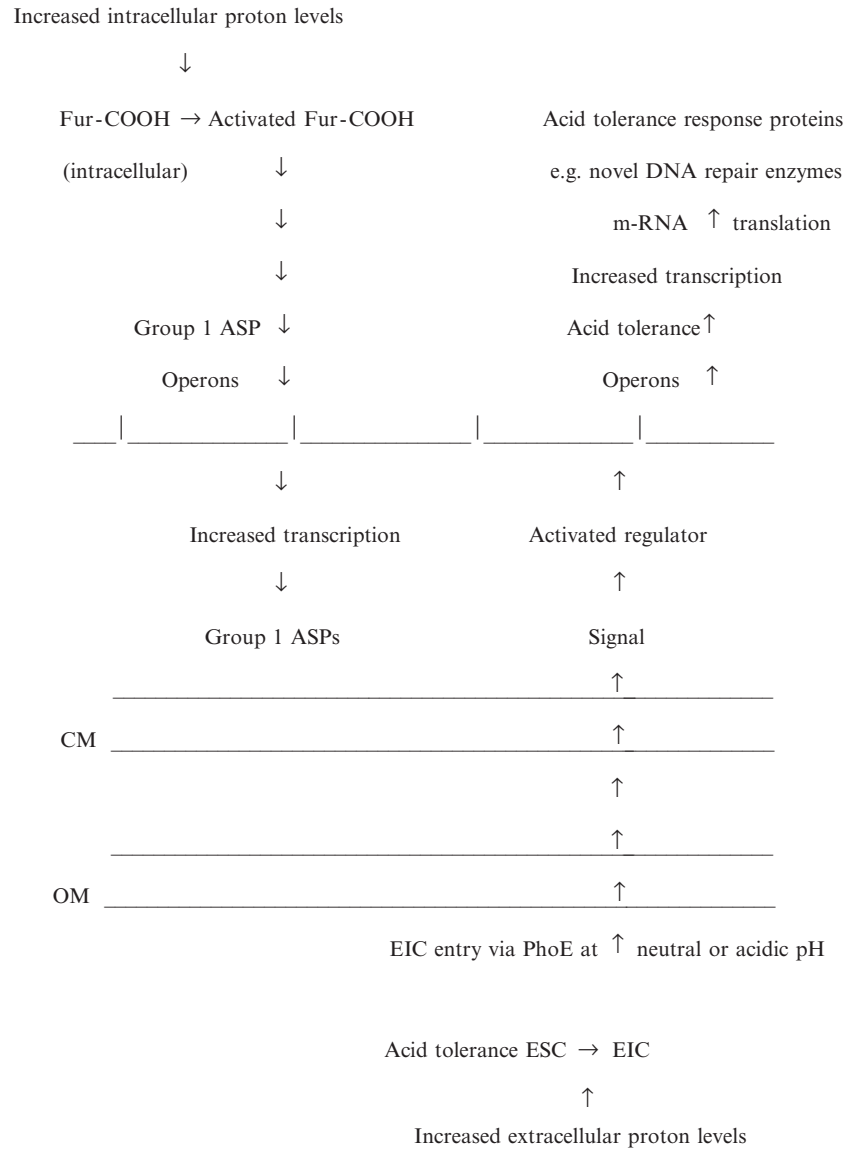 Increased intracellular proton levels
↓
Fur-COOH → Activated Fur-COOH Acid tolerance response proteins
(intracellular) ↓ e.g. novel DNA repair enzymes
↓ m-RNA ↑ translation
↓ Increased transcription
Group 1 ASP ↓ Acid tolerance ↑
Operons ↓ Operons ↑
↓ ↑
Increased transcription Activated regulator
↓ ↑
Group 1 ASPs Signal
↑
CM ↑
↑
↑
OM ↑
EIC entry via PhoE at ↑ neutral or acidic pH
Acid tolerance ESC → EIC
↑
Increased extracellular proton levels